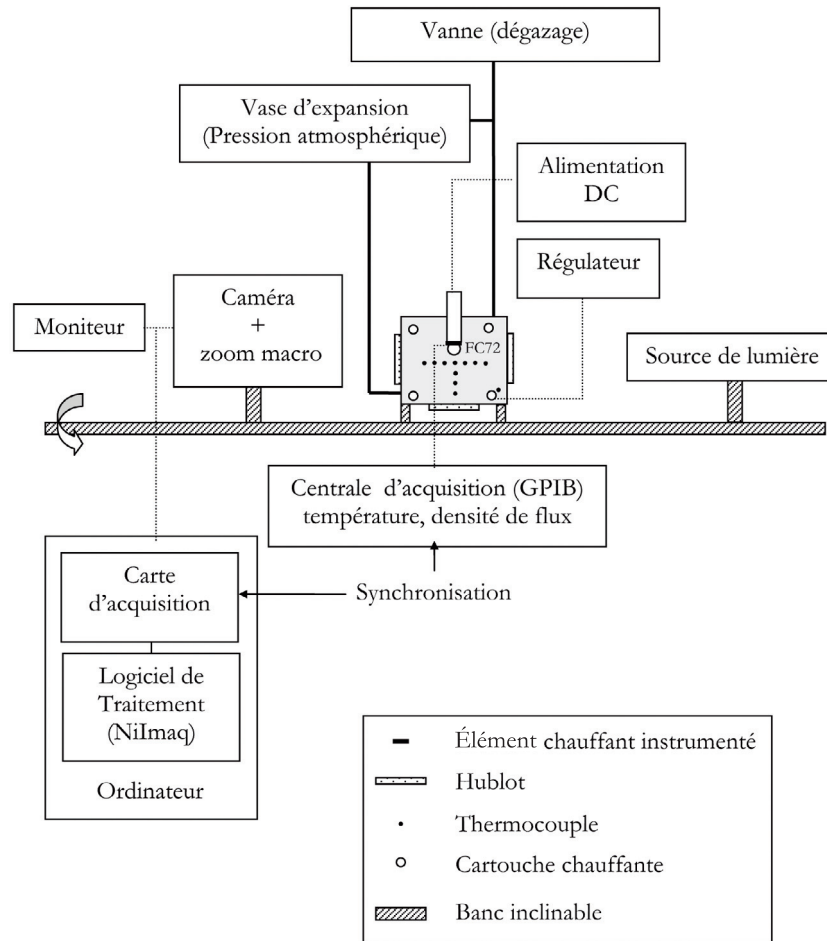 Vanne (dégazage)
Vase d'expansion
(Pression atmosphérique)
Alimentation
DC
Régulateur
Caméra
+
zoom macro
Moniteur
FC72
Source de lumière
Centrale d'acquisition (GPIB)
température, densité de flux
Carte
d'acquisition
Synchronisation
Logiciel de
Traitement
(NiImaq)
Ordinateur
Élément chauffant instrumenté
Hublot
Thermocouple
Cartouche chauffante
Banc inclinable